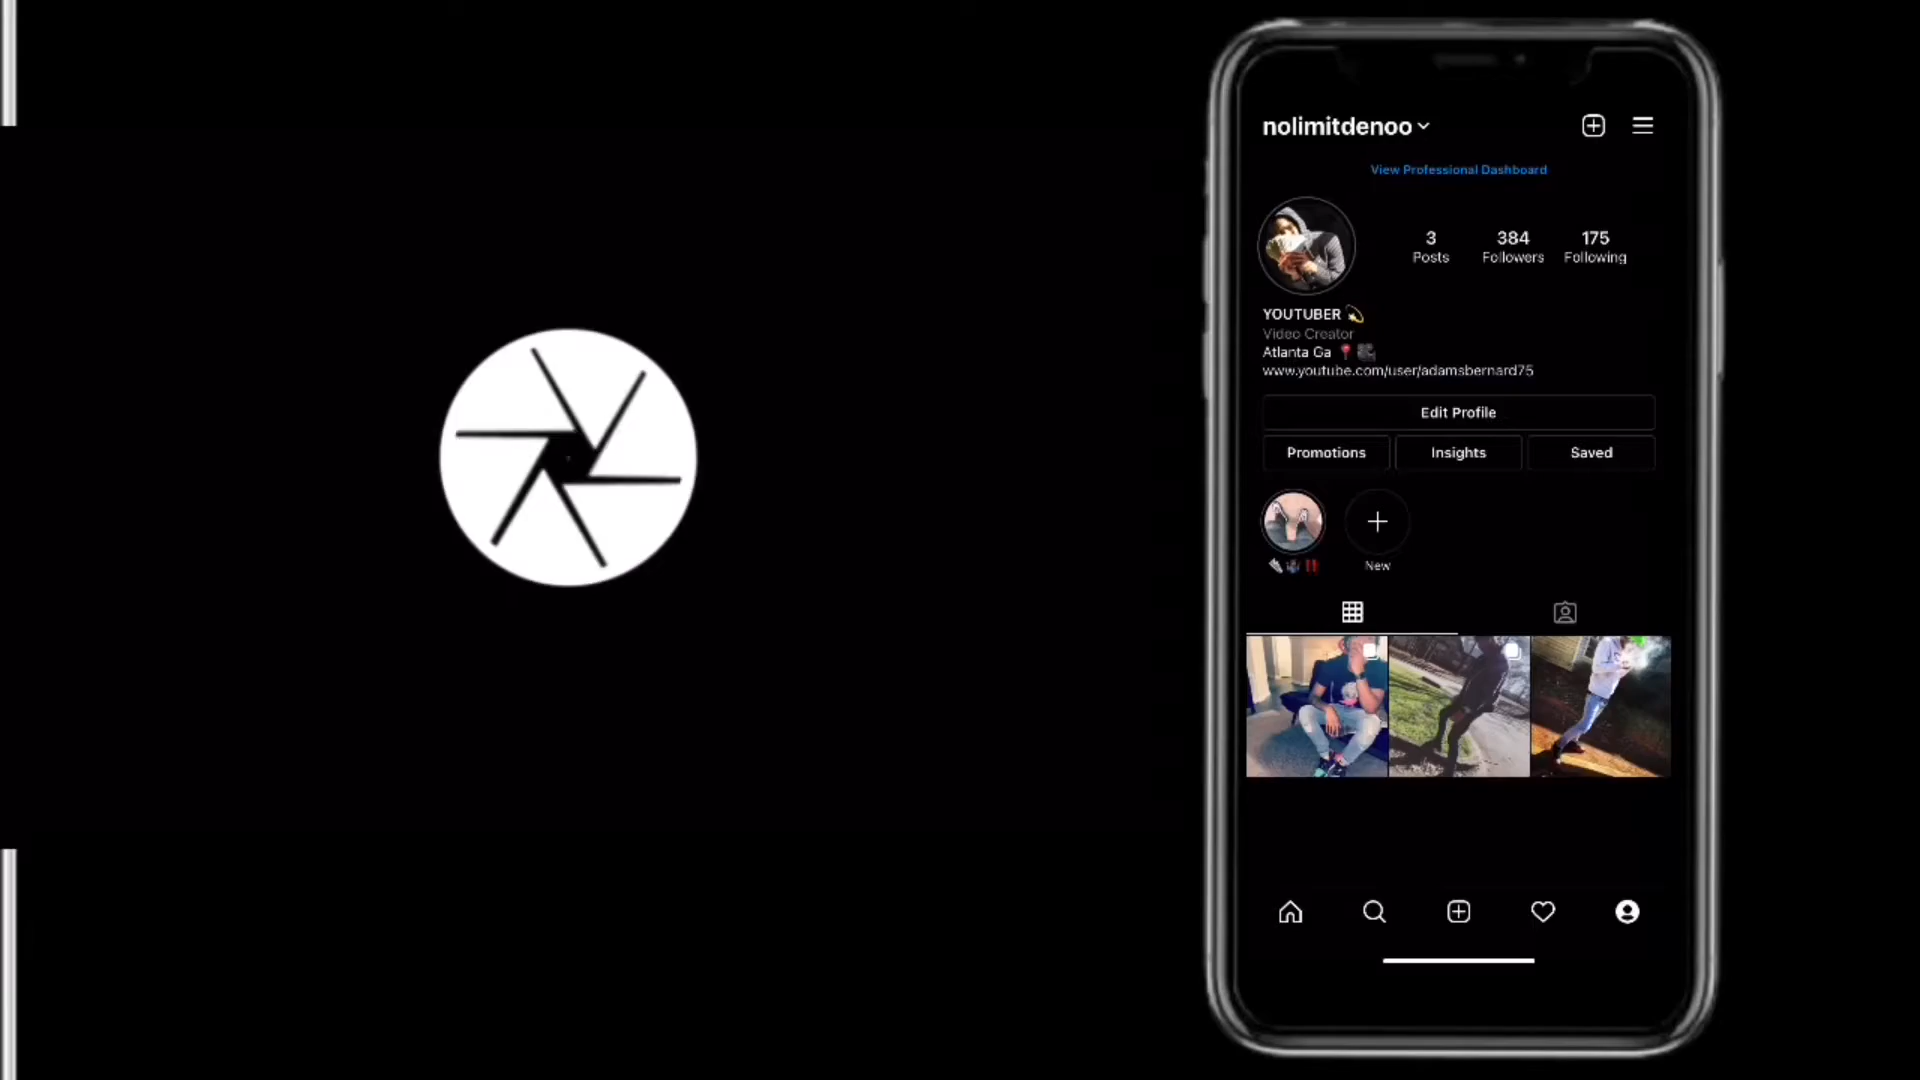 nolimitdenoo
View Professional Dashboard
3 384 175
Posts Followers Following
YOUTUBER 💫
Video Creator
Atlanta Ga 📍
www.youtube.com/user/adamsbernard75
Edit Profile
Promotions Insights Saved
New